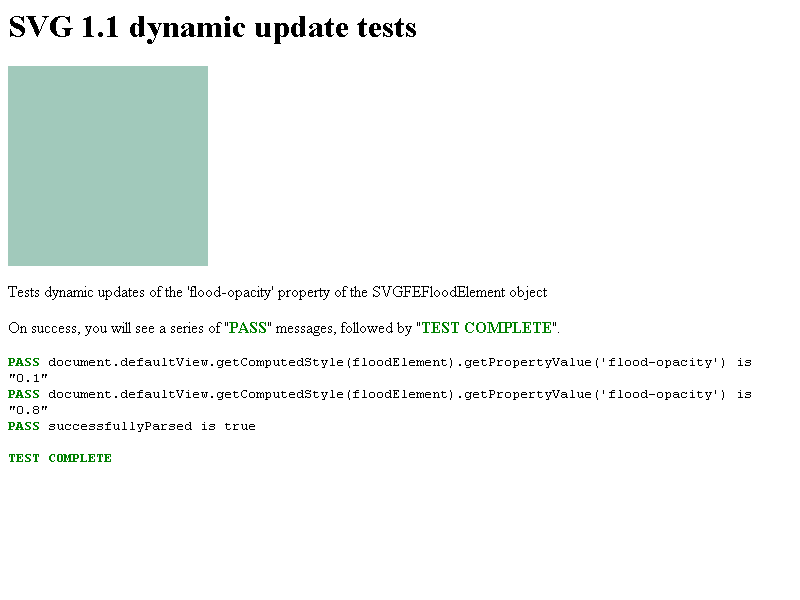 SVG 1.1 dynamic update tests
Tests dynamic updates of the 'flood-opacity' property of the SVGFEFloodElement object
On success, you will see a series of "PASS" messages, followed by "TEST COMPLETE".
PASS document.defaultView.getComputedStyle(floodElement).getPropertyValue('flood-opacity') is
"0.1"
PASS document.defaultView.getComputedStyle(floodElement).getPropertyValue('flood-opacity') is
"0.8"
PASS successfullyParsed is true
TEST COMPLETE